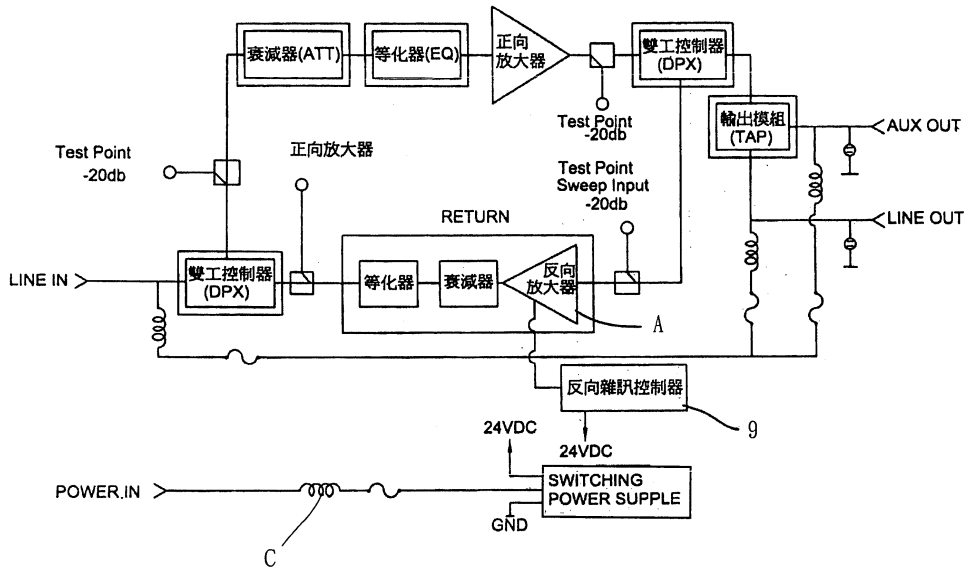 衰減器(ATT)
等化器(EQ)
正向
放大器
雙工控制器
(DPX)
輸出模組
(TAP)
AUX OUT
Test Point
-20db
Test Point
-20db
正向放大器
Test Point
Sweep Input
-20db
LINE OUT
RETURN
LINE IN
雙工控制器
(DPX)
等化器
衰減器
反向
放大器
A
反向雜訊控制器
9
24VDC
24VDC
SWITCHING
POWER SUPPLE
POWER.IN
GND
C